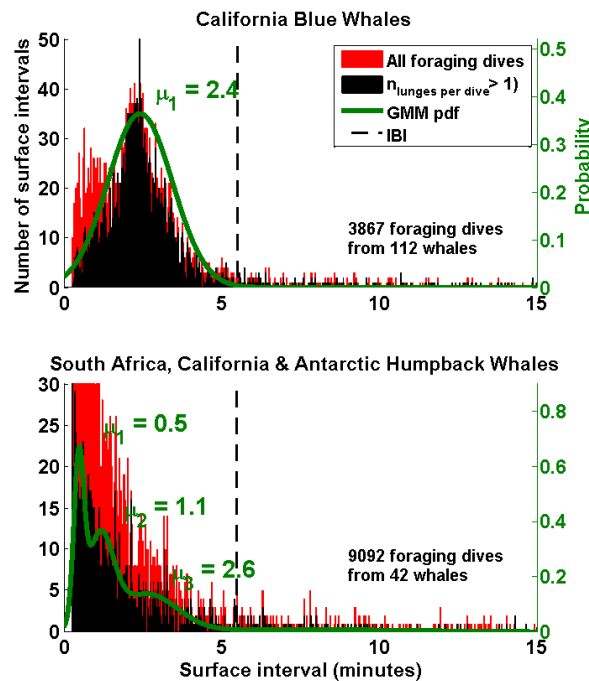 California Blue Whales
Number of surface intervals
50
40
30
20
10
0
μ1 = 2.4
All foraging dives
nlunges per dive> 1)
GMM pdf
IBI
3867 foraging dives
from 112 whales
0.5
0.4
0.3
0.2
0.1
0
Probability
0 5 10 15
South Africa, California & Antarctic Humpback Whales
30
25
20
15
10
5
0
μ1 = 0.5
μ2 = 1.1
μ3 = 2.6
9092 foraging dives
from 42 whales
0.8
0.6
0.4
0.2
0
0 5 10 15
Surface interval (minutes)